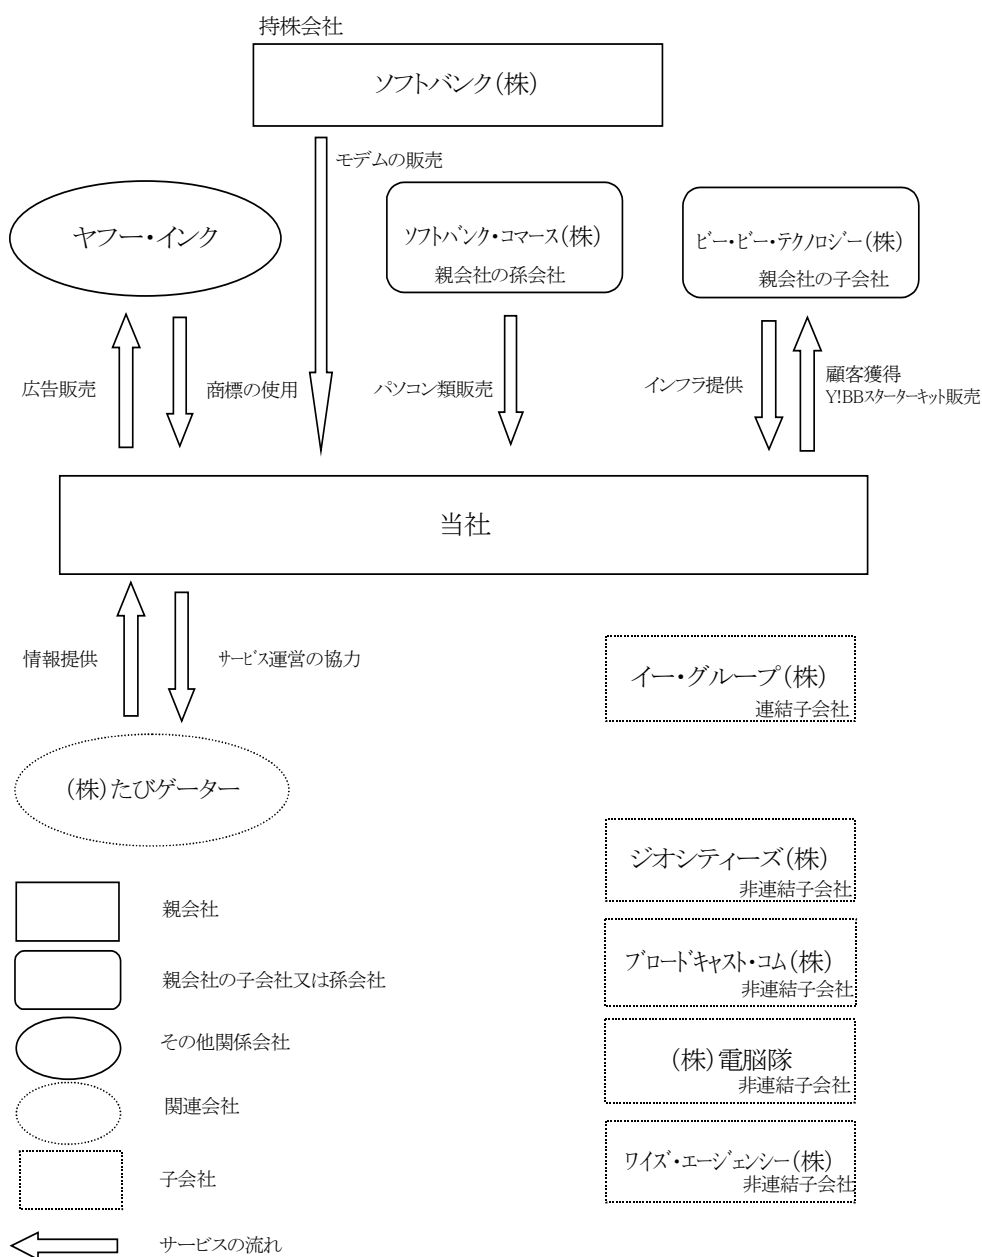 持株会社
ソフトバンク(株)
モデムの販売
ヤフー・インク
ソフトバンク・コマース(株)
親会社の孫会社
ビー・ビー・テクノロジー(株)
親会社の子会社
広告販売
商標の使用
パソコン類販売
インフラ提供
顧客獲得
Y!BBスターターキット販売
当社
情報提供
サービス運営の協力
イー・グループ(株)
連結子会社
(株)たびゲーター
ジオシティーズ(株)
非連結子会社
親会社
ブロードキャスト・コム(株)
非連結子会社
親会社の子会社又は孫会社
その他関係会社
(株)電脳隊
非連結子会社
関連会社
ワイズ・エージェンシー(株)
非連結子会社
子会社
サービスの流れ